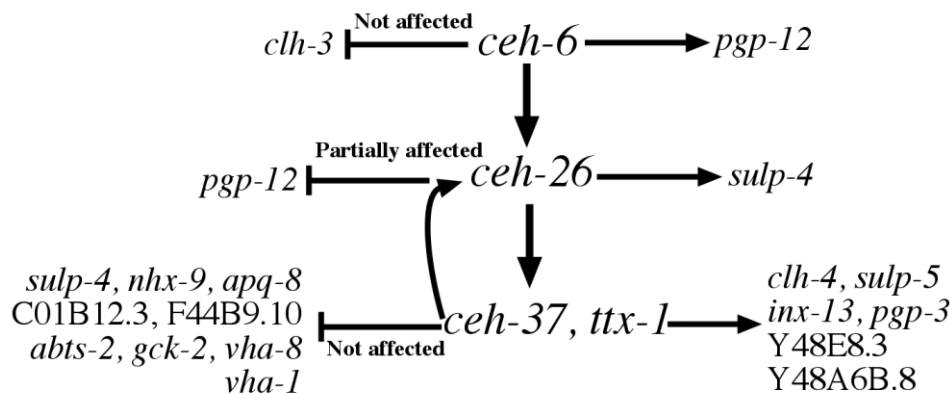 Not affected
clh-3 ceh-6 pgp-12
Partially affected
pgp-12 ceh-26 sulp-4
sulp-4, nhx-9, apq-8
C01B12.3, F44B9.10
abts-2, gck-2, vha-8
vha-1
Not affected
ceh-37, ttx-1
clh-4, sulp-5
inx-13, pgp-3
Y48E8.3
Y48A6B.8